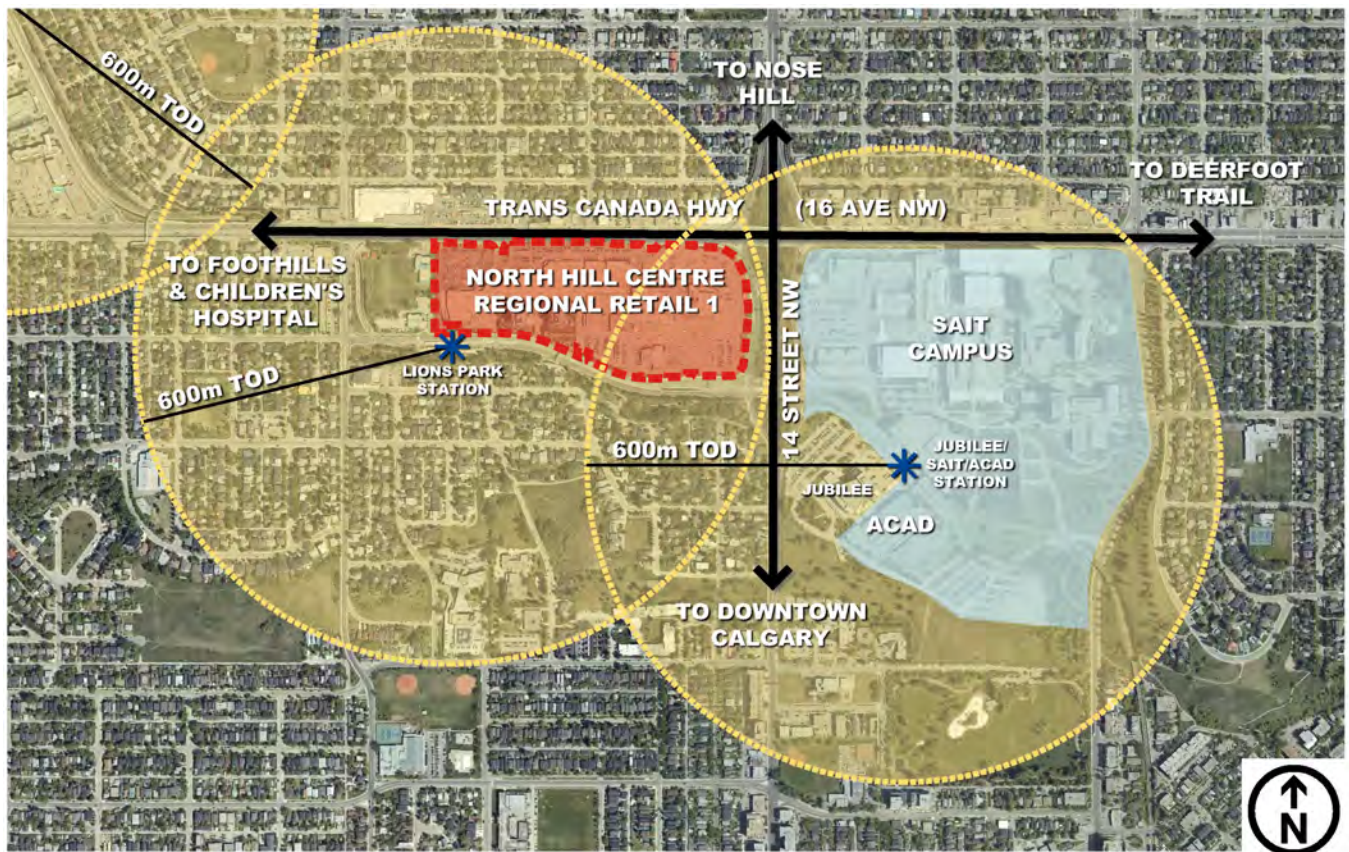 600m TOD
TO NOSE
HILL
TO DEERFOOT
TRAIL
TRANS CANADA HWY
(16 AVE NW)
TO FOOTHILLS
& CHILDREN'S
HOSPITAL
NORTH HILL CENTRE
REGIONAL RETAIL 1
14 STREET NW
SAIT
CAMPUS
LIONS PARK
STATION
600m TOD
600m TOD
JUBILEE/
SAIT/ACAD
STATION
JUBILEE
ACAD
TO DOWNTOWN
CALGARY
N